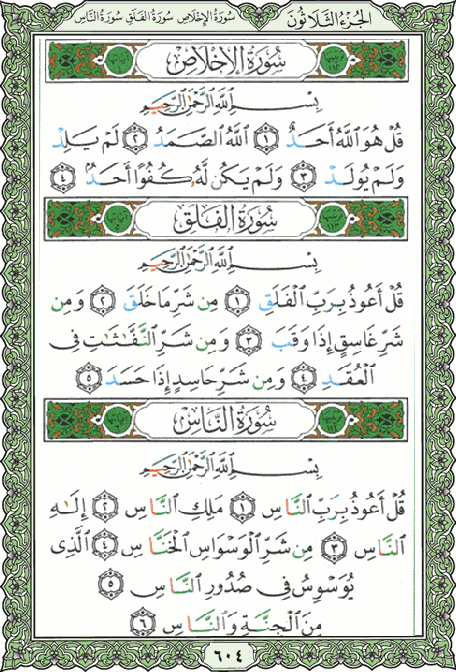 سُورَةُ الإِخْلَاصِ سُورَةُ الفَلَقِ سُورَةُ النَّاسِ الجُزْءُ الثَّلَاثُونَ
سُورَةُ الإِخْلَاصِ
بِسْمِ ٱللَّهِ ٱلرَّحْمَٰنِ ٱلرَّحِيمِ
قُلْ هُوَ ٱللَّهُ أَحَدٌ ١ ٱللَّهُ ٱلصَّمَدُ ٢ لَمْ يَلِدْ
وَلَمْ يُولَدْ ٣ وَلَمْ يَكُن لَّهُۥ كُفُوًا أَحَدٌۢ ٤
سُورَةُ الفَلَقِ
بِسْمِ ٱللَّهِ ٱلرَّحْمَٰنِ ٱلرَّحِيمِ
قُلْ أَعُوذُ بِرَبِّ ٱلْفَلَقِ ١ مِن شَرِّ مَا خَلَقَ ٢ وَمِن
شَرِّ غَاسِقٍ إِذَا وَقَبَ ٣ وَمِن شَرِّ ٱلنَّفَّٰثَٰتِ فِى
ٱلْعُقَدِ ٤ وَمِن شَرِّ حَاسِدٍ إِذَا حَسَدَ ٥
سُورَةُ النَّاسِ
بِسْمِ ٱللَّهِ ٱلرَّحْمَٰنِ ٱلرَّحِيمِ
قُلْ أَعُوذُ بِرَبِّ ٱلنَّاسِ ١ مَلِكِ ٱلنَّاسِ ٢ إِلَٰهِ
ٱلنَّاسِ ٣ مِن شَرِّ ٱلْوَسْوَاسِ ٱلْخَنَّاسِ ٤ ٱلَّذِى
يُوَسْوِسُ فِى صُدُورِ ٱلنَّاسِ ٥
مِنَ ٱلْجِنَّةِ وَٱلنَّاسِ ٦
٦٠٤